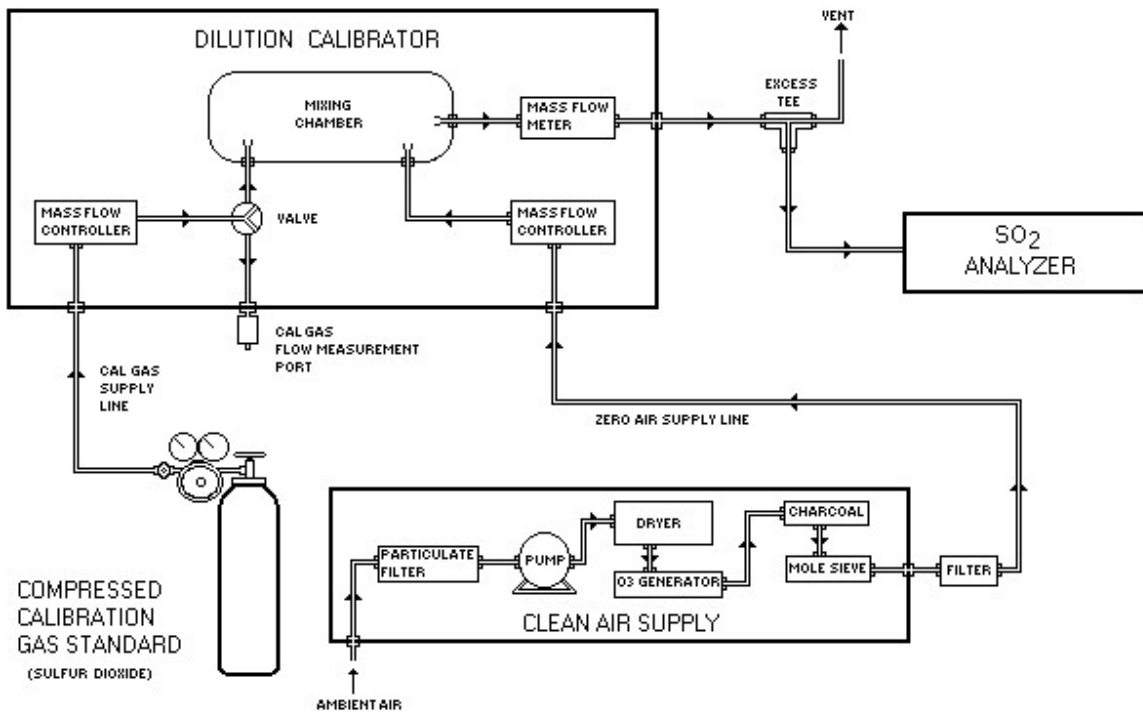 VENT
DILUTION CALIBRATOR
EXCESS
TEE
MIXING
CHAMBER
MASS FLOW
METER
MASS FLOW
CONTROLLER
VALVE
MASS FLOW
CONTROLLER
SO2
ANALYZER
CAL GAS
FLOW MEASUREMENT
PORT
CAL GAS
SUPPLY
LINE
ZERO AIR SUPPLY LINE
CHARCOAL
DRYER
PARTICULATE
FILTER
PUMP
O3 GENERATOR
MOLE SIEVE
FILTER
COMPRESSED
CALIBRATION
GAS STANDARD
(SULFUR DIOXIDE)
CLEAN AIR SUPPLY
AMBIENT AIR